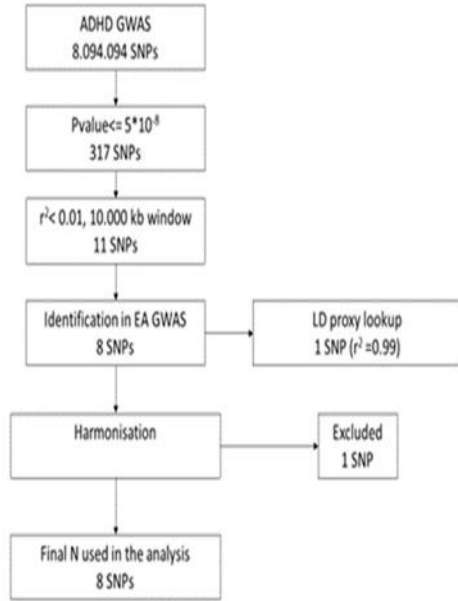 ADHD GWAS
8.094.094 SNPs
Pvalue<= 5*10⁻⁸
317 SNPs
r²< 0.01, 10.000 kb window
11 SNPs
Identification in EA GWAS
8 SNPs
LD proxy lookup
1 SNP (r² =0.99)
Harmonisation
Excluded
1 SNP
Final N used in the analysis
8 SNPs